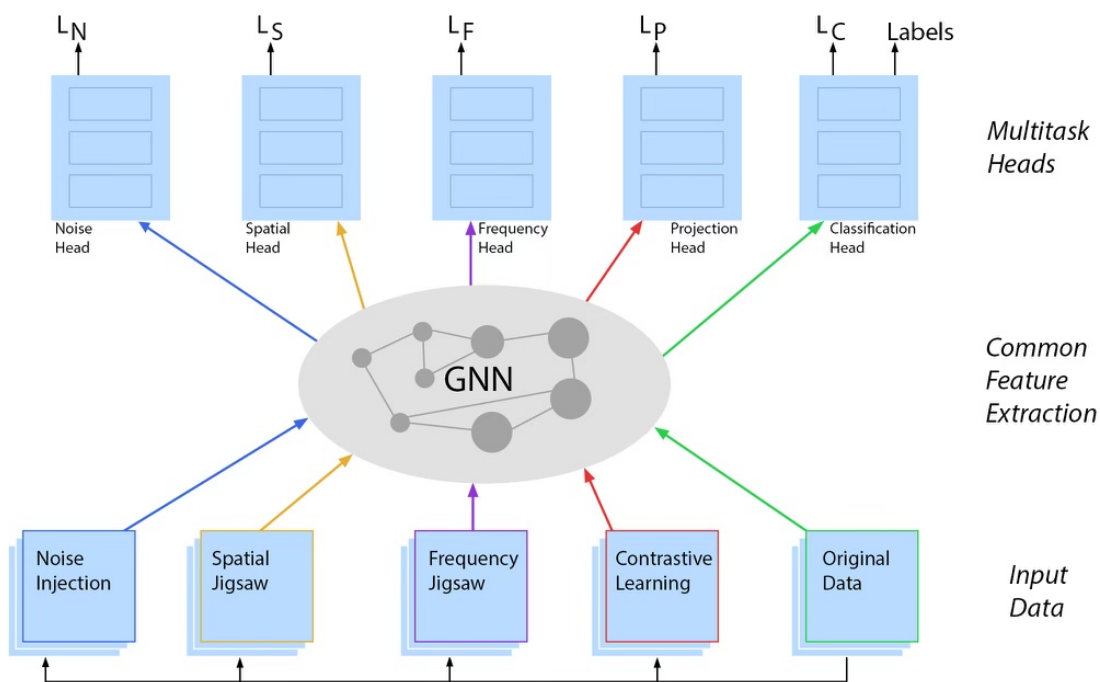 LN
LS
LF
LP
LC
Labels
Multitask
Heads
Noise
Head
Spatial
Head
Frequency
Head
Projection
Head
Classification
Head
GNN
Common
Feature
Extraction
Noise
Injection
Spatial
Jigsaw
Frequency
Jigsaw
Contrastive
Learning
Original
Data
Input
Data